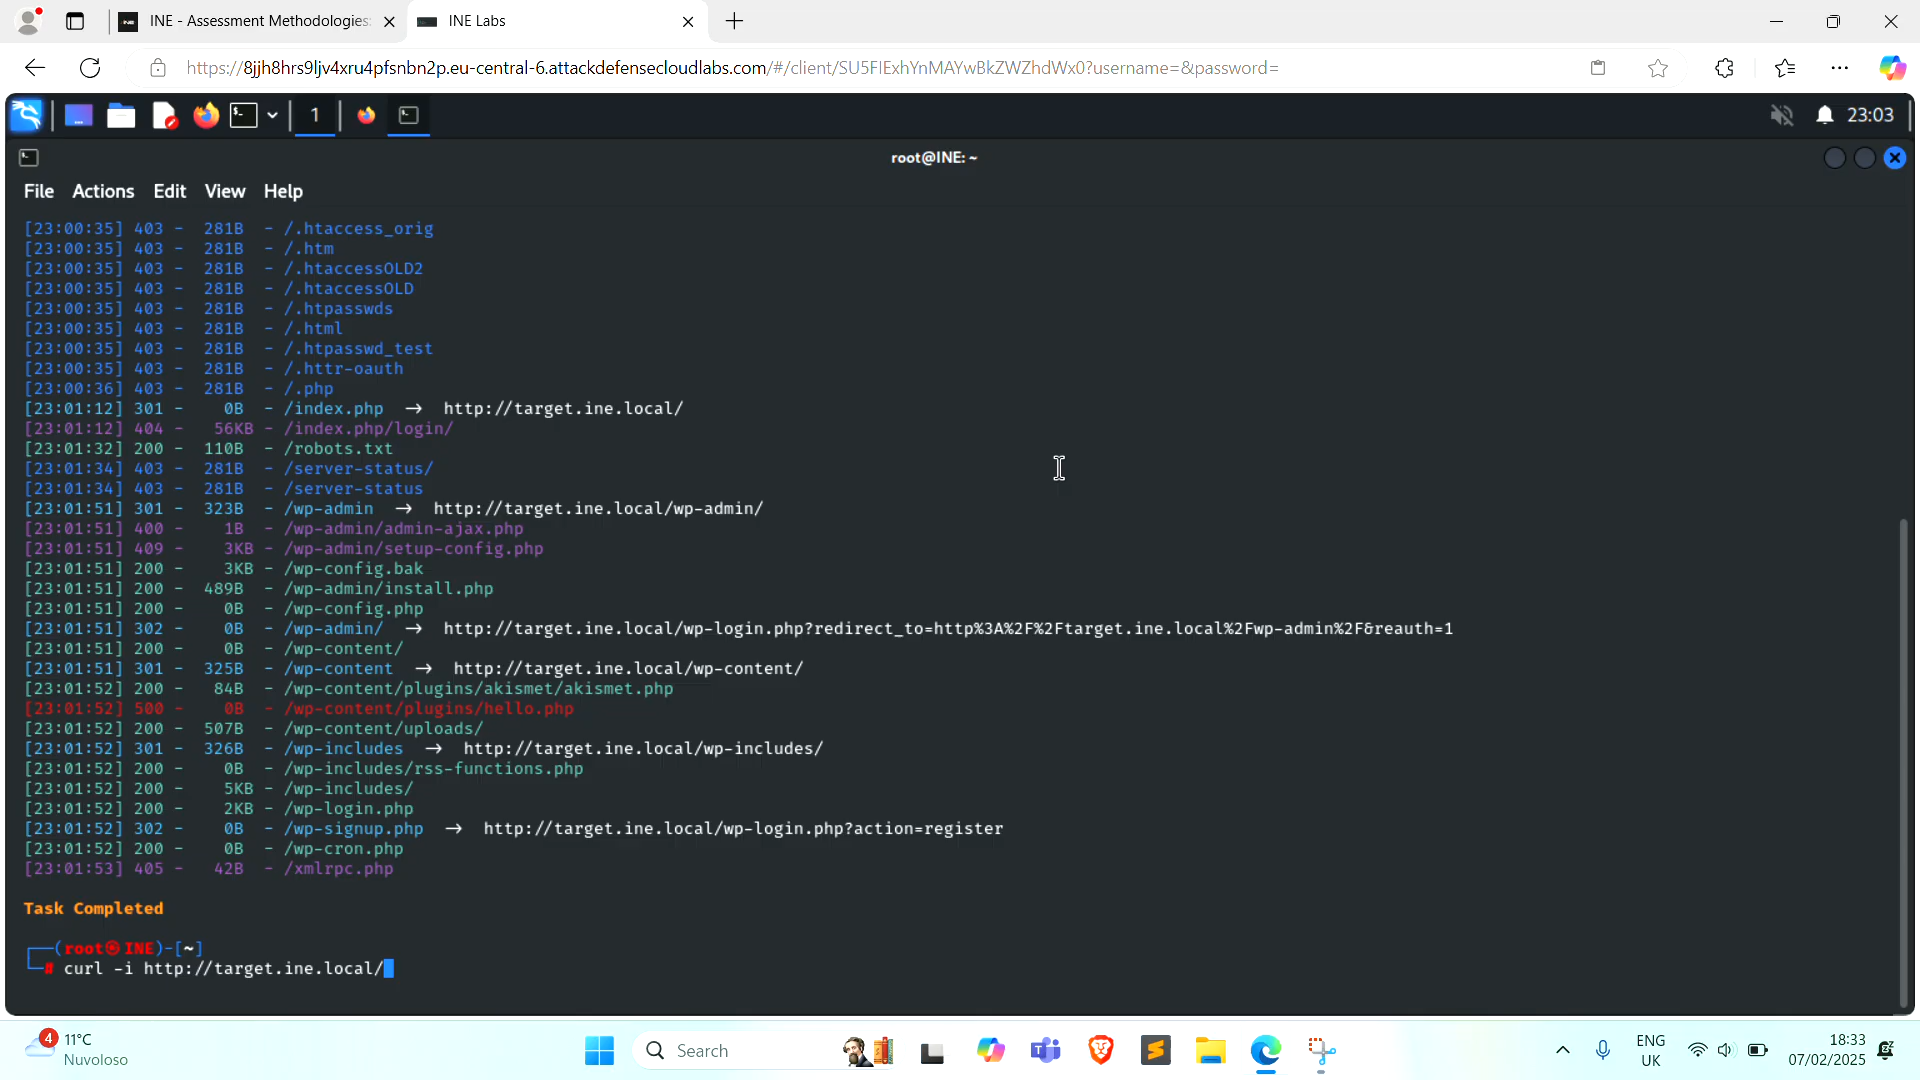 INE - Assessment Methodologies:
INE Labs
https://8jjh8hrs9ljv4xru4pfsnbn2p.eu-central-6.attackdefensecloudlabs.com/#/client/SU5FIExhYnMAYwBkZWZhdWx0?username=&password=
1
23:03
root@INE: ~
File Actions Edit View Help
[23:00:35] 403 - 281B - /.htaccess_orig
[23:00:35] 403 - 281B - /.htm
[23:00:35] 403 - 281B - /.htaccessOLD2
[23:00:35] 403 - 281B - /.htaccessOLD
[23:00:35] 403 - 281B - /.htpasswds
[23:00:35] 403 - 281B - /.html
[23:00:35] 403 - 281B - /.htpasswd_test
[23:00:35] 403 - 281B - /.httr-oauth
[23:00:36] 403 - 281B - /.php
[23:01:12] 301 - 0B - /index.php → http://target.ine.local/
[23:01:12] 404 - 56KB - /index.php/login/
[23:01:32] 200 - 110B - /robots.txt
[23:01:34] 403 - 281B - /server-status/
[23:01:34] 403 - 281B - /server-status
[23:01:51] 301 - 323B - /wp-admin → http://target.ine.local/wp-admin/
[23:01:51] 400 - 1B - /wp-admin/admin-ajax.php
[23:01:51] 409 - 3KB - /wp-admin/setup-config.php
[23:01:51] 200 - 3KB - /wp-config.bak
[23:01:51] 200 - 489B - /wp-admin/install.php
[23:01:51] 200 - 0B - /wp-config.php
[23:01:51] 302 - 0B - /wp-admin/ → http://target.ine.local/wp-login.php?redirect_to=http%3A%2F%2Ftarget.ine.local%2Fwp-admin%2F&reauth=1
[23:01:51] 200 - 0B - /wp-content/
[23:01:51] 301 - 325B - /wp-content → http://target.ine.local/wp-content/
[23:01:52] 200 - 84B - /wp-content/plugins/akismet/akismet.php
[23:01:52] 500 - 0B - /wp-content/plugins/hello.php
[23:01:52] 200 - 507B - /wp-content/uploads/
[23:01:52] 301 - 326B - /wp-includes → http://target.ine.local/wp-includes/
[23:01:52] 200 - 0B - /wp-includes/rss-functions.php
[23:01:52] 200 - 5KB - /wp-includes/
[23:01:52] 200 - 2KB - /wp-login.php
[23:01:52] 302 - 0B - /wp-signup.php → http://target.ine.local/wp-login.php?action=register
[23:01:52] 200 - 0B - /wp-cron.php
[23:01:53] 405 - 42B - /xmlrpc.php
Task Completed
┌──(root㉿INE)-[~]
└─# curl -i http://target.ine.local/
4
11°C
Nuvoloso
Search
ENG
UK
18:33
07/02/2025